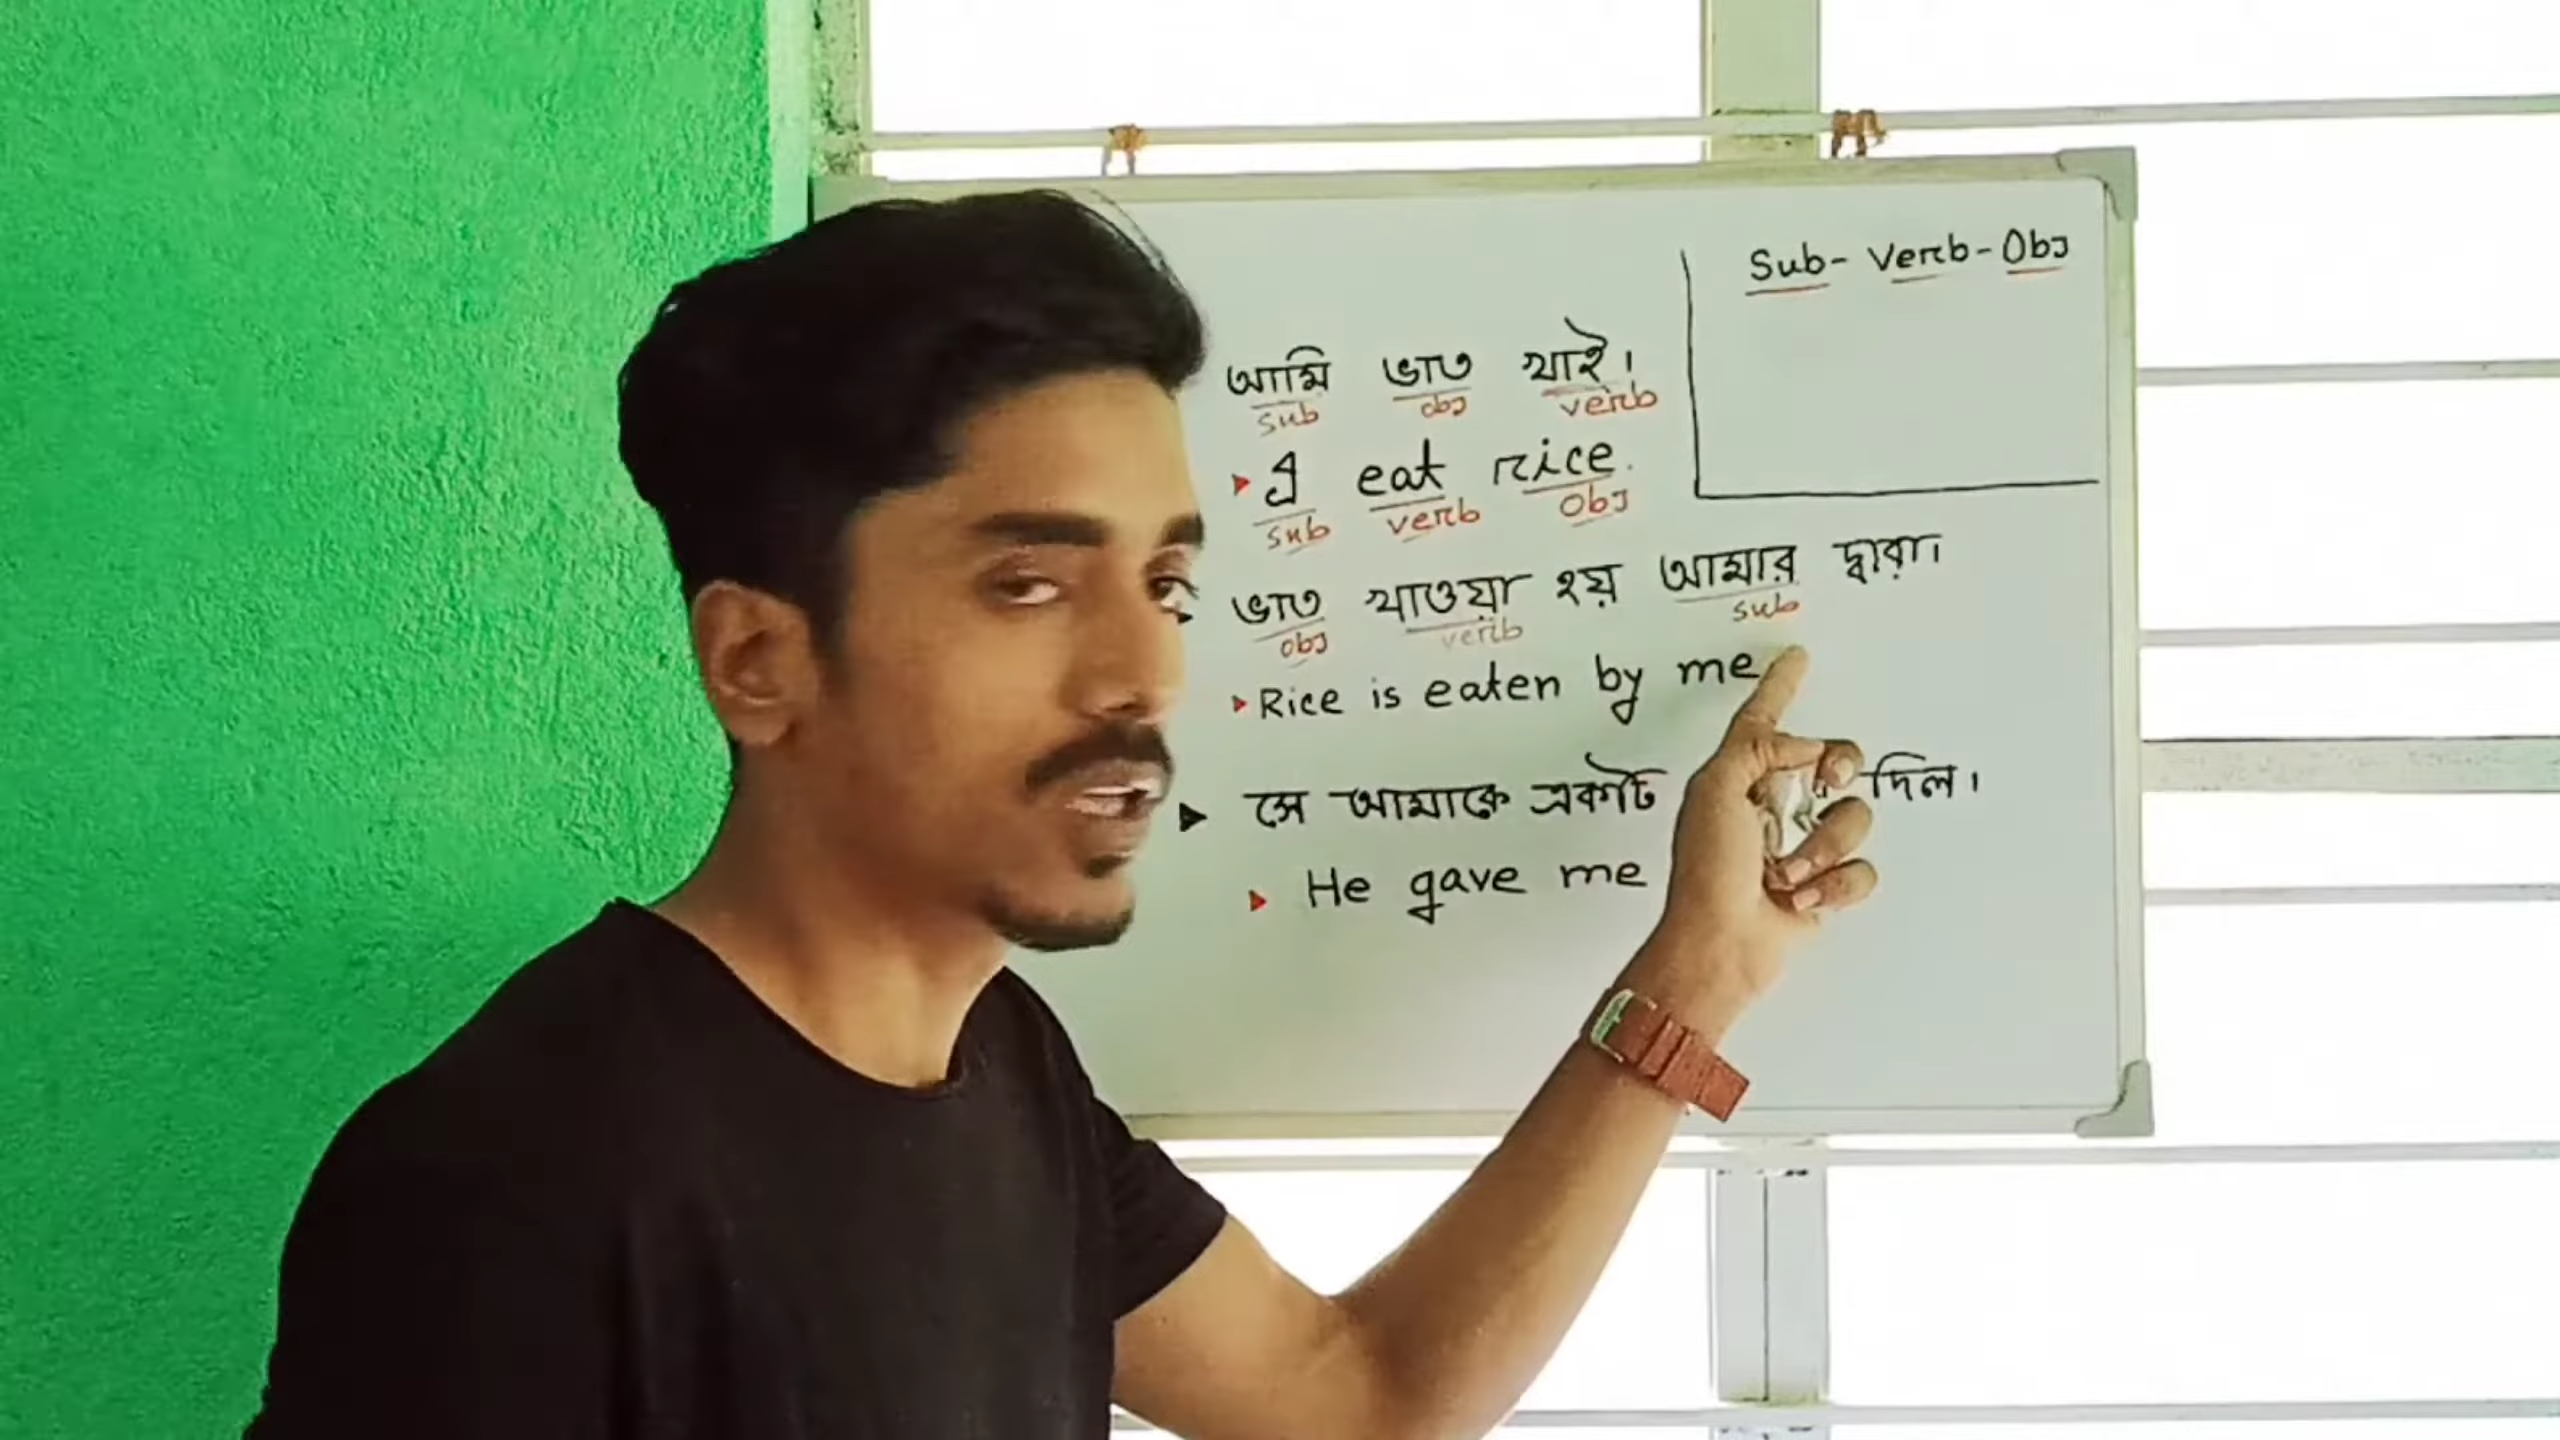 Sub- Verb- Obj
আমি ভাত খাই।
sub obj verb
I eat rice.
sub verb obj
ভাত খাওয়া হয় আমার দ্বারা।
obj verb sub
Rice is eaten by me
সে আমাকে একটি দিল।
He gave me